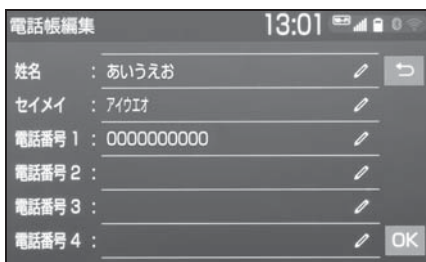 電話帳編集 13:01
姓名 : あいうえお
セイメイ : アイウエオ
電話番号1 : 0000000000
電話番号2 :
電話番号3 :
電話番号4 : OK